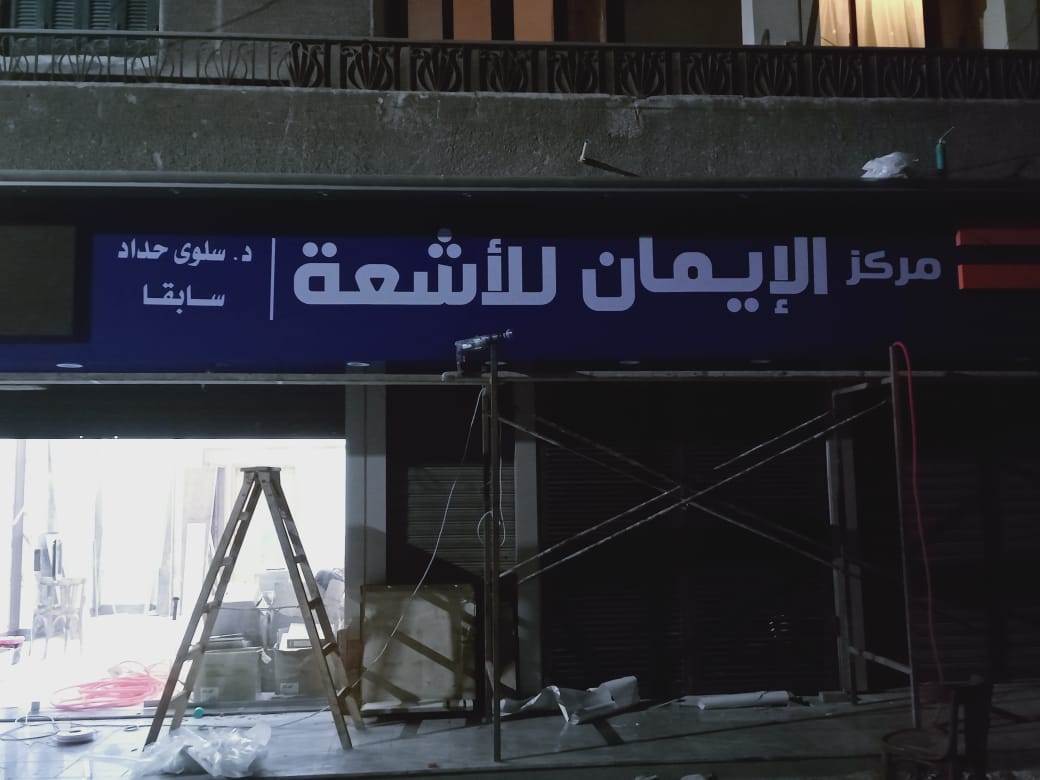 مركز الإيمان للأشعة
د. سلوى حداد
سابقا